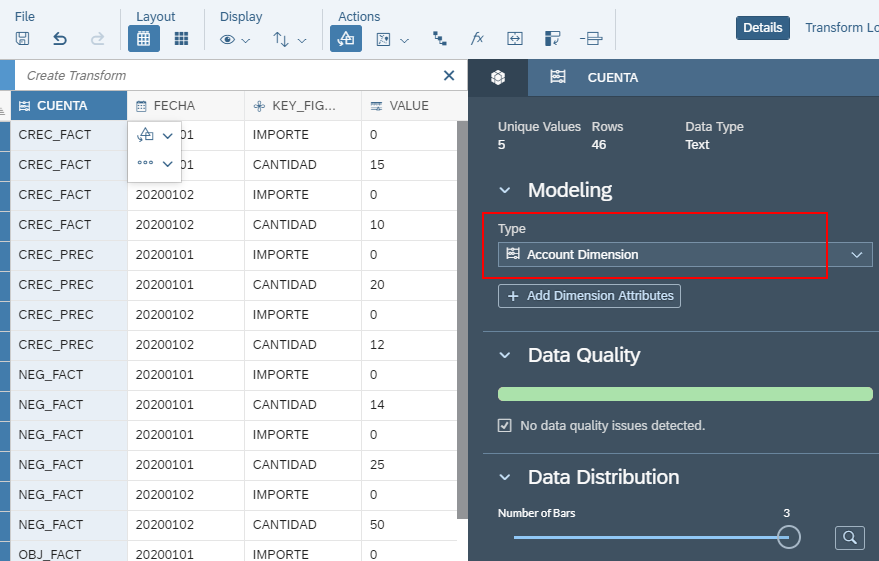 File Layout Display Actions
Details Transform Lo
Create Transform
CUENTA FECHA KEY_FIG... VALUE
CREC_FACT 01 IMPORTE 0
CREC_FACT 01 CANTIDAD 15
CREC_FACT 20200102 IMPORTE 0
CREC_FACT 20200102 CANTIDAD 10
CREC_PREC 20200101 IMPORTE 0
CREC_PREC 20200101 CANTIDAD 20
CREC_PREC 20200102 IMPORTE 0
CREC_PREC 20200102 CANTIDAD 12
NEG_FACT 20200101 IMPORTE 0
NEG_FACT 20200101 CANTIDAD 14
NEG_FACT 20200101 IMPORTE 0
NEG_FACT 20200101 CANTIDAD 25
NEG_FACT 20200102 IMPORTE 0
NEG_FACT 20200102 CANTIDAD 50
OBJ_FACT 20200101 IMPORTE 0
CUENTA
Unique Values Rows Data Type
5 46 Text
Modeling
Type
Account Dimension
+ Add Dimension Attributes
Data Quality
No data quality issues detected.
Data Distribution
Number of Bars 3